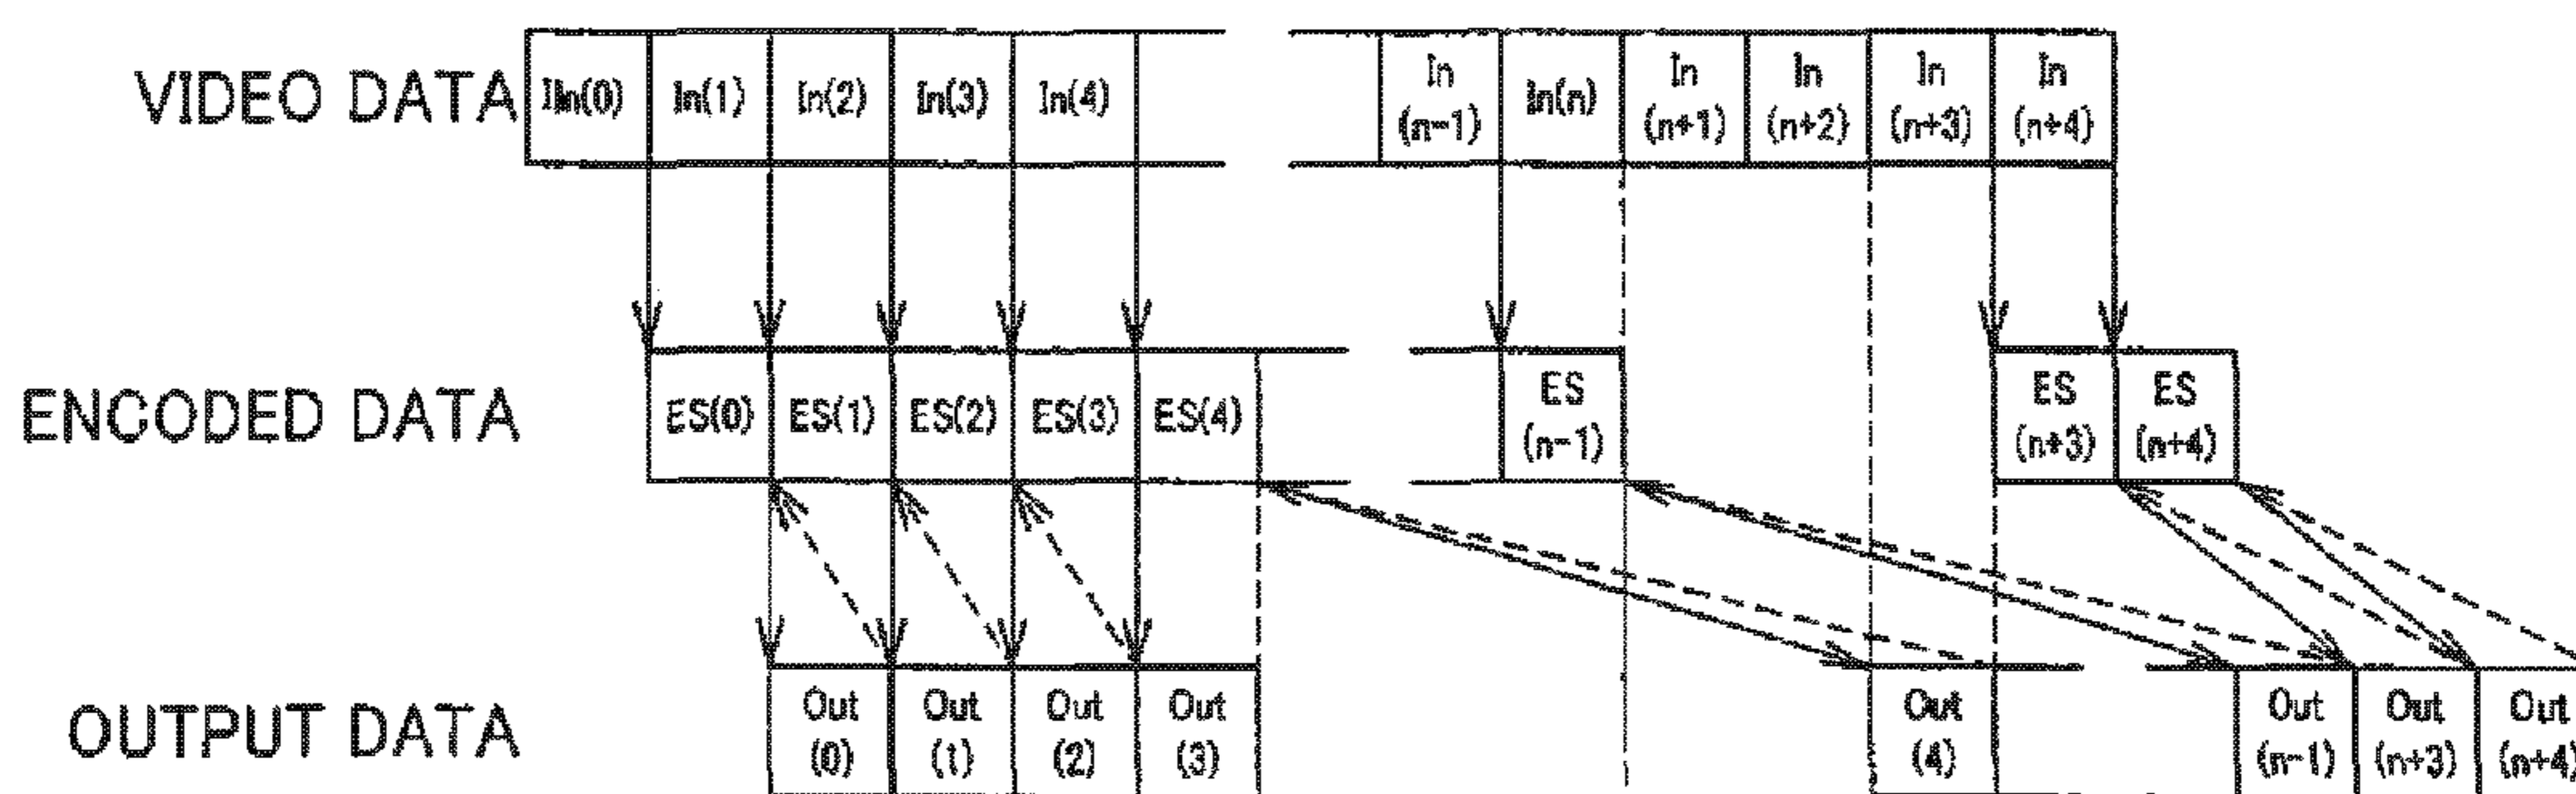 VIDEO DATA
In(0)
In(1)
In(2)
In(3)
In(4)
In
(n-1)
In(n)
In
(n+1)
In
(n+2)
In
(n+3)
In
(n+4)
ENCODED DATA
ES(0)
ES(1)
ES(2)
ES(3)
ES(4)
ES
(n-1)
ES
(n+3)
ES
(n+4)
OUTPUT DATA
Out
(0)
Out
(1)
Out
(2)
Out
(3)
Out
(4)
Out
(n-1)
Out
(n+3)
Out
(n+4)